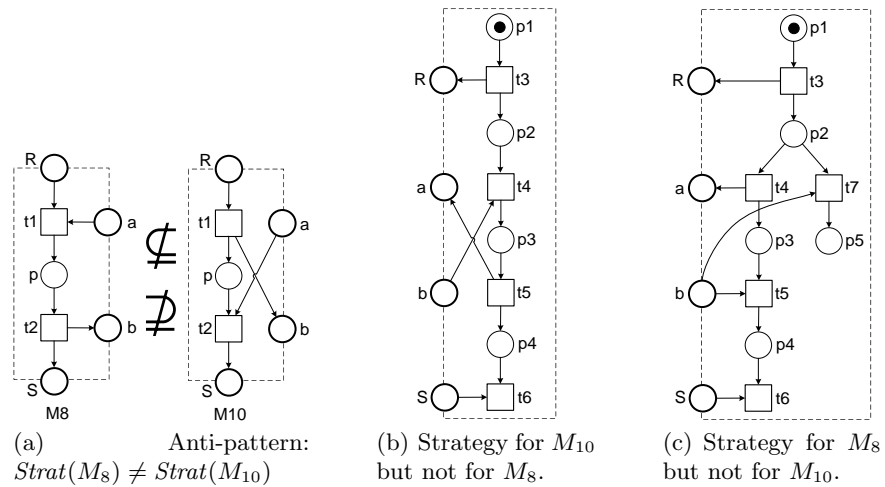 R
t1
a
p
t2
b
S
M8
⊈
⊉
R
t1
a
p
t2
b
S
M10
(a) Anti-pattern:
Strat(M8) ≠ Strat(M10)
p1
R
t3
p2
a
t4
p3
b
t5
p4
S
t6
(b) Strategy for M10
but not for M8.
p1
R
t3
p2
a
t4
t7
p3
p5
b
t5
p4
S
t6
(c) Strategy for M8
but not for M10.